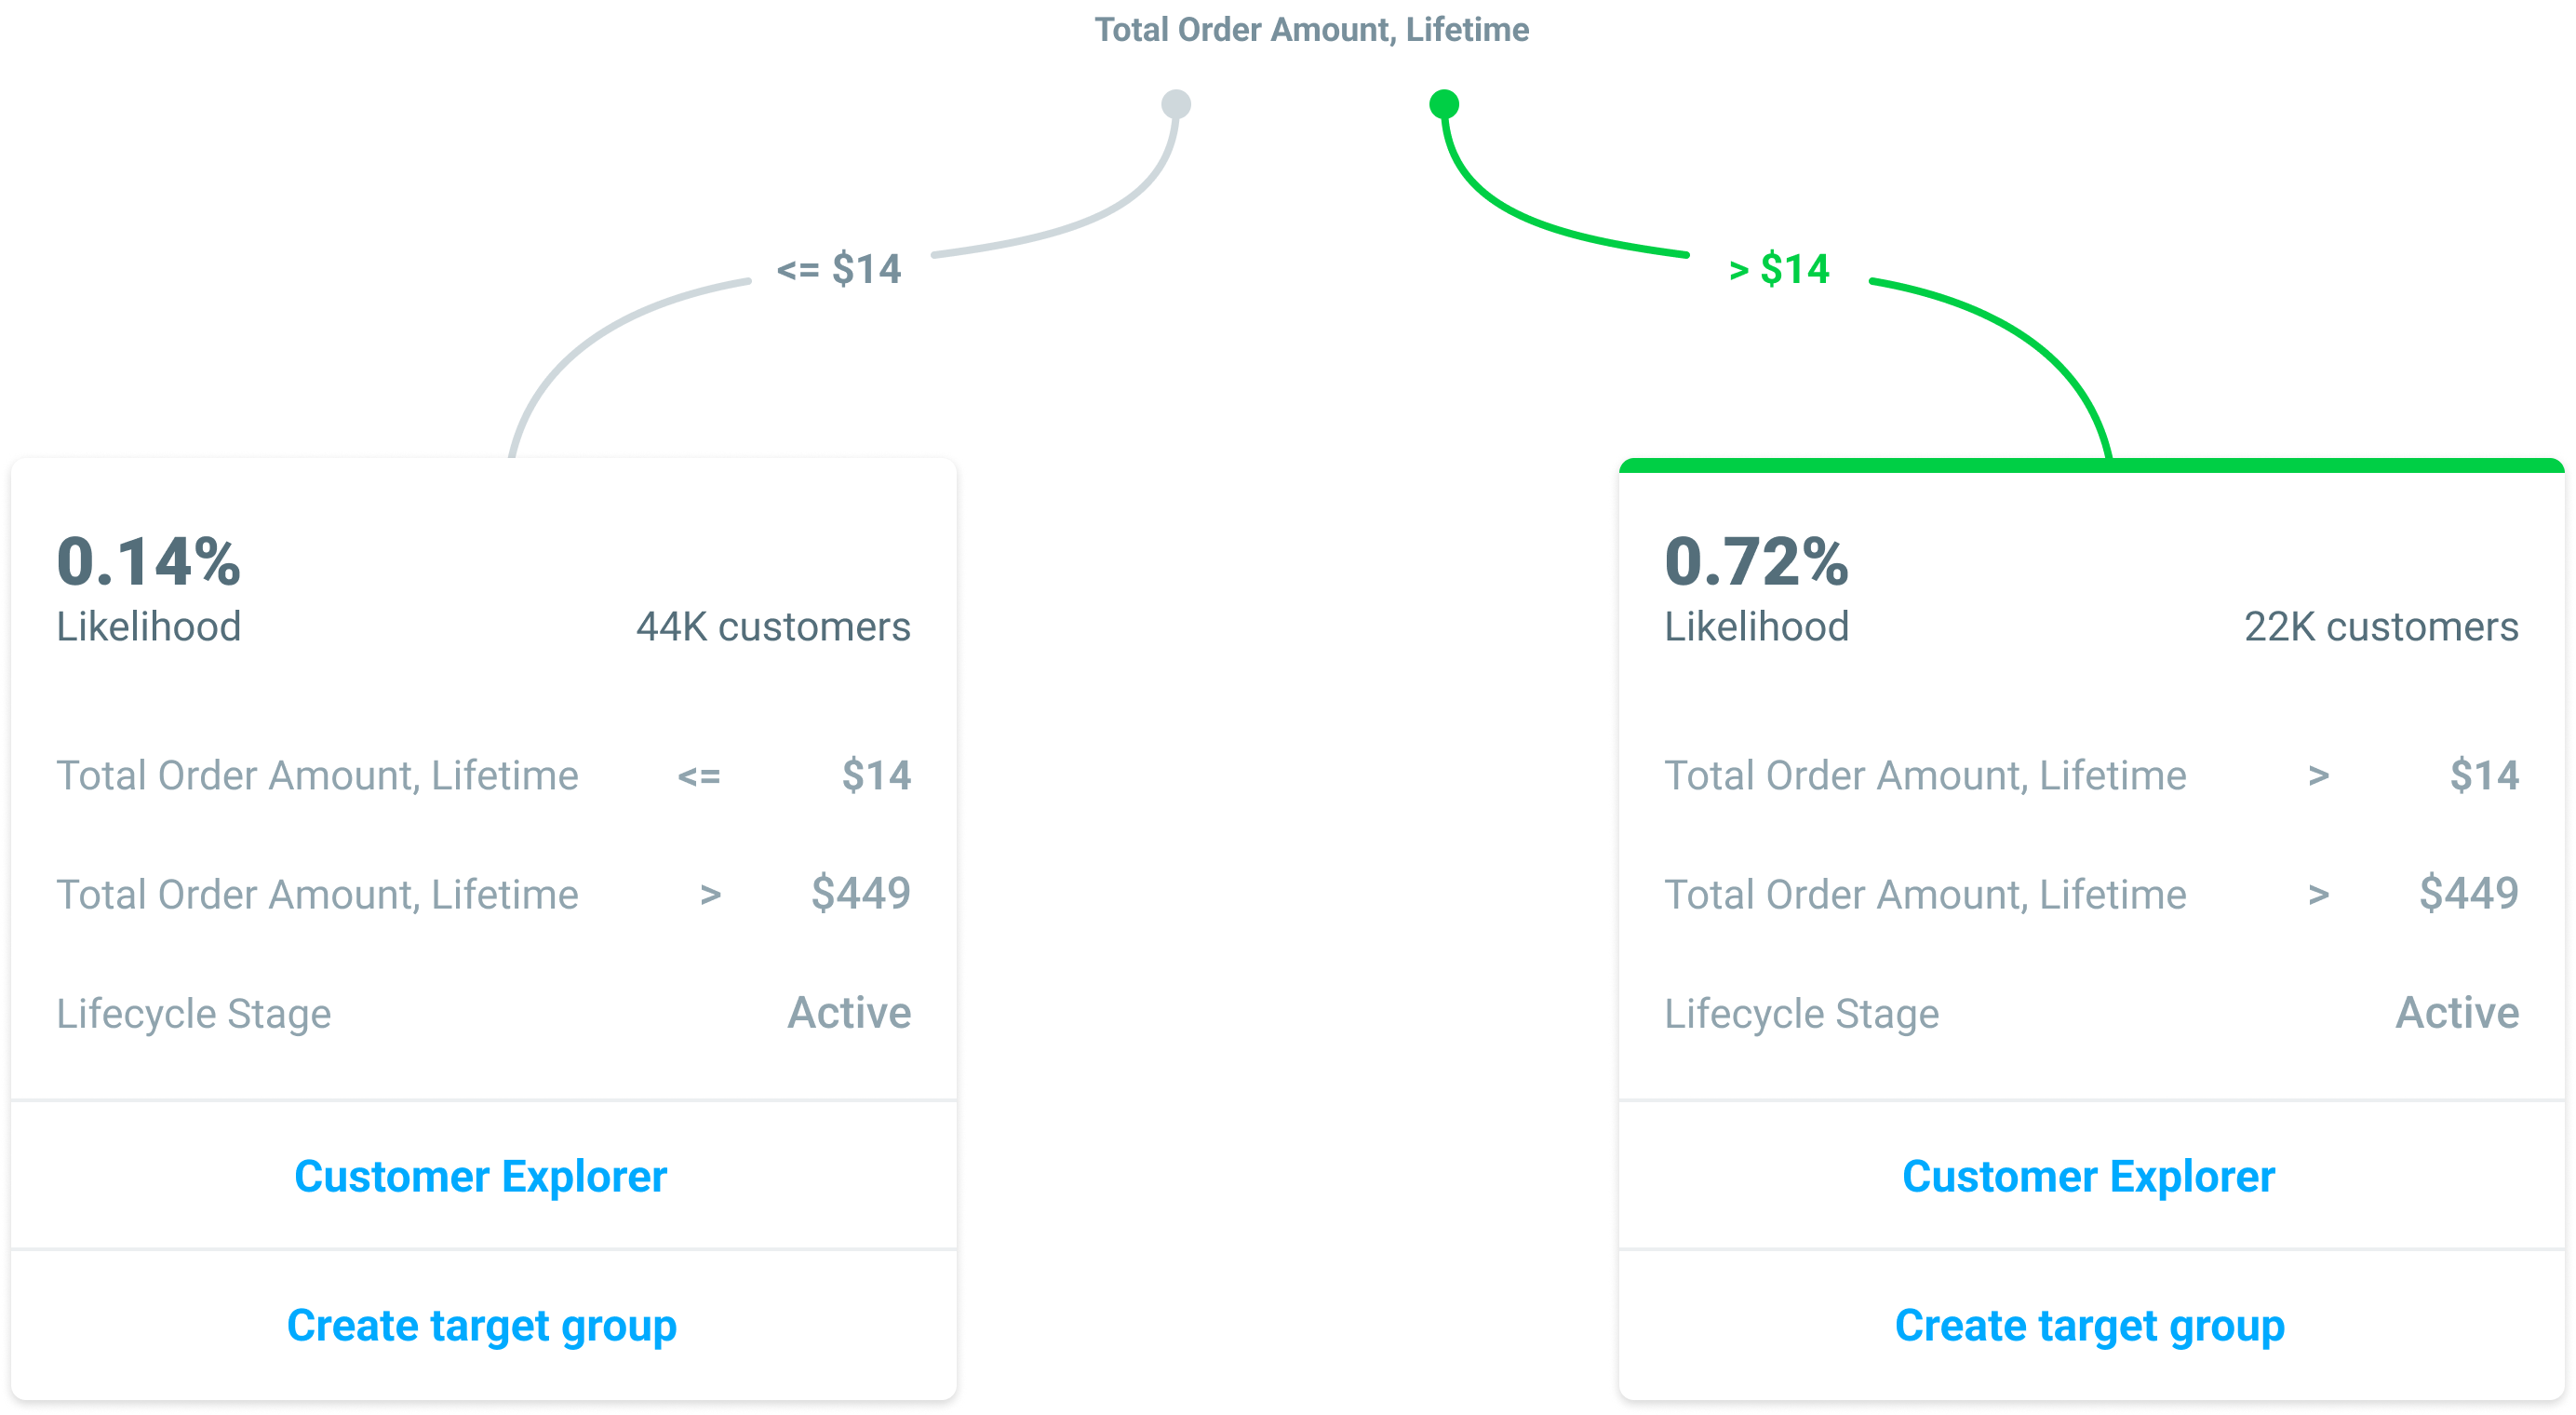 Total Order Amount, Lifetime
<= $14
> $14
0.14%
Likelihood
44K customers
Total Order Amount, Lifetime <= $14
Total Order Amount, Lifetime > $449
Lifecycle Stage Active
Customer Explorer
Create target group
0.72%
Likelihood
22K customers
Total Order Amount, Lifetime > $14
Total Order Amount, Lifetime > $449
Lifecycle Stage Active
Customer Explorer
Create target group